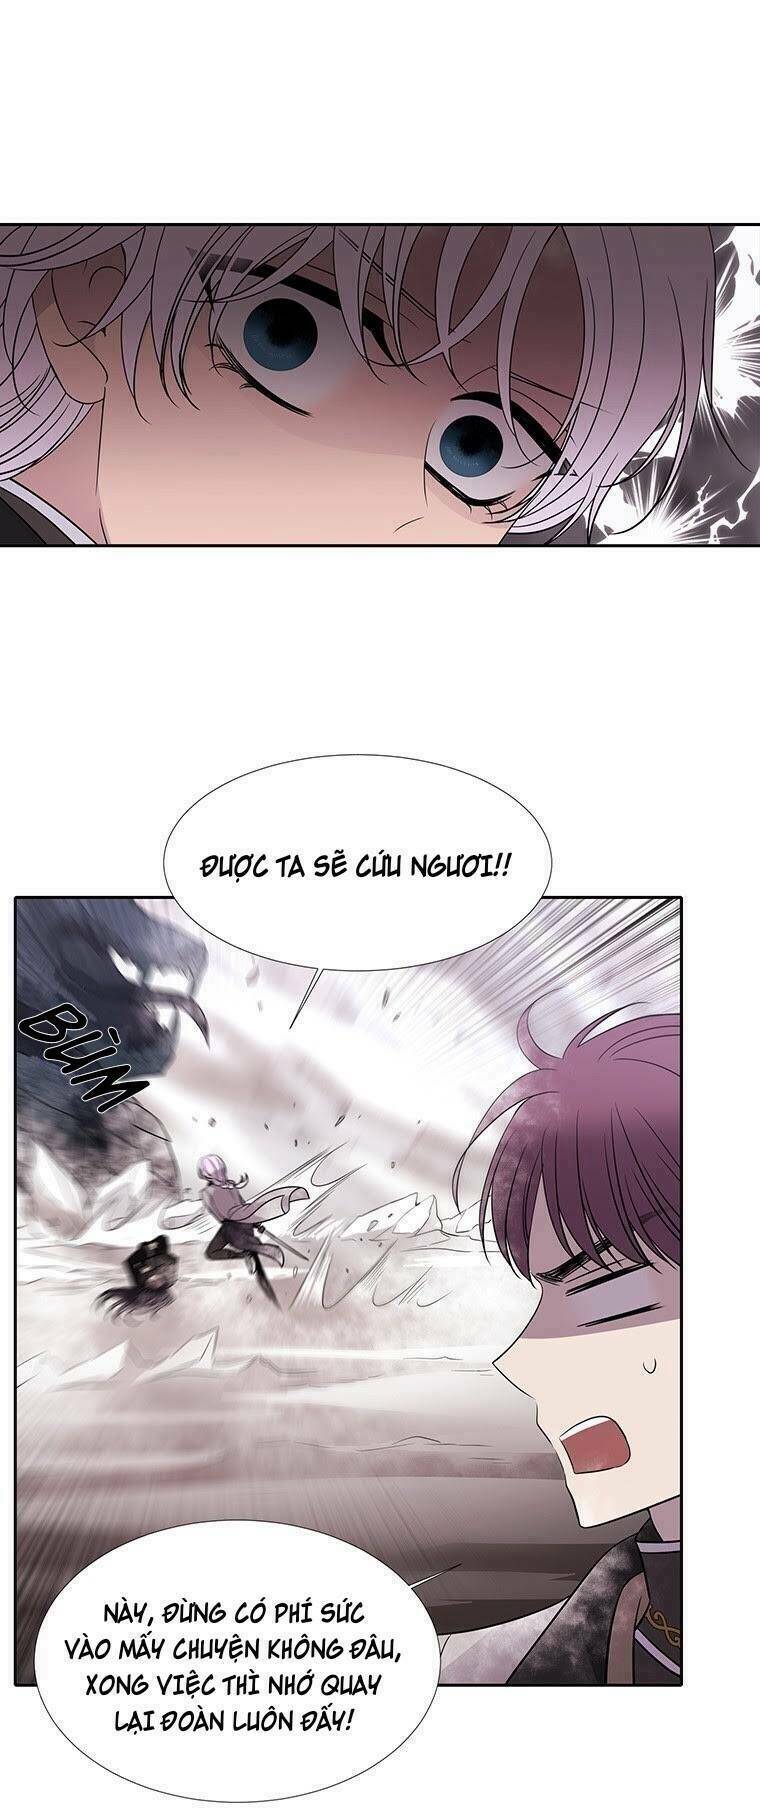 ĐƯỢC TA SẼ CỨU NGƯƠI!!
BÙM
NÀY, ĐỪNG CÓ PHÍ SỨC
VÀO MẤY CHUYỆN KHÔNG ĐÂU,
XONG VIỆC THÌ NHỚ QUAY
LẠI ĐOÀN LUÔN ĐẤY!